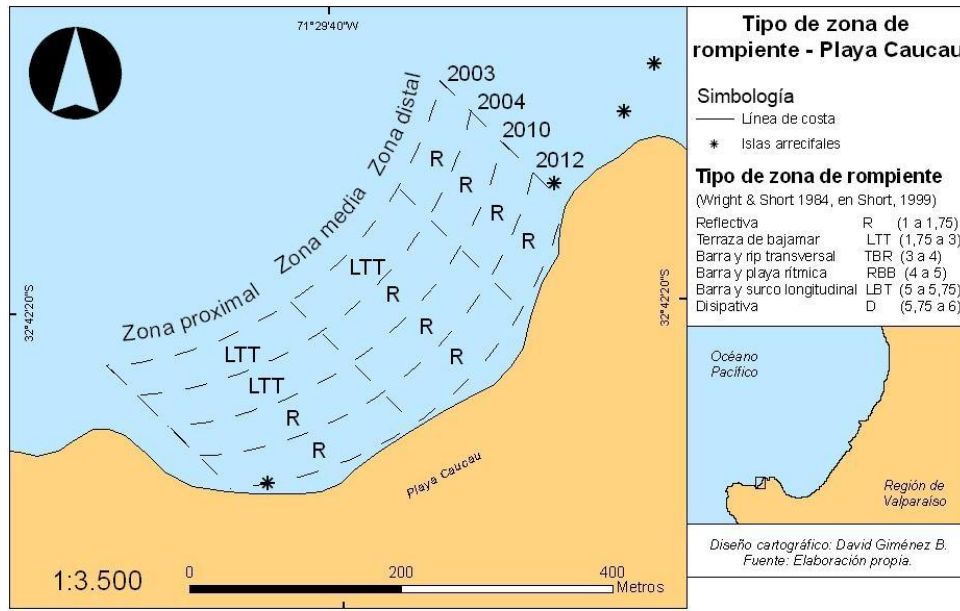 71°29'40"W
2003
2004
2010
2012
Zona distal
Zona media
Zona proximal
R
R
R
R
LTT
R
R
R
LTT
LTT
R
R
32°42'20"S
32°42'20"S
Playa Caucau
1:3.500
0 200 400
Metros
Tipo de zona de
rompiente - Playa Caucau
Simbología
Línea de costa
Islas arrecifales
Tipo de zona de rompiente
(Wright & Short 1984, en Short, 1999)
Reflectiva R (1 a 1,75)
Terraza de bajamar LTT (1,75 a 3)
Barra y rip transversal TBR (3 a 4)
Barra y playa rítmica RBB (4 a 5)
Barra y surco longitudinal LBT (5 a 5,75)
Disipativa D (5,75 a 6)
Océano
Pacífico
Región de
Valparaíso
Diseño cartográfico: David Giménez B.
Fuente: Elaboración propia.